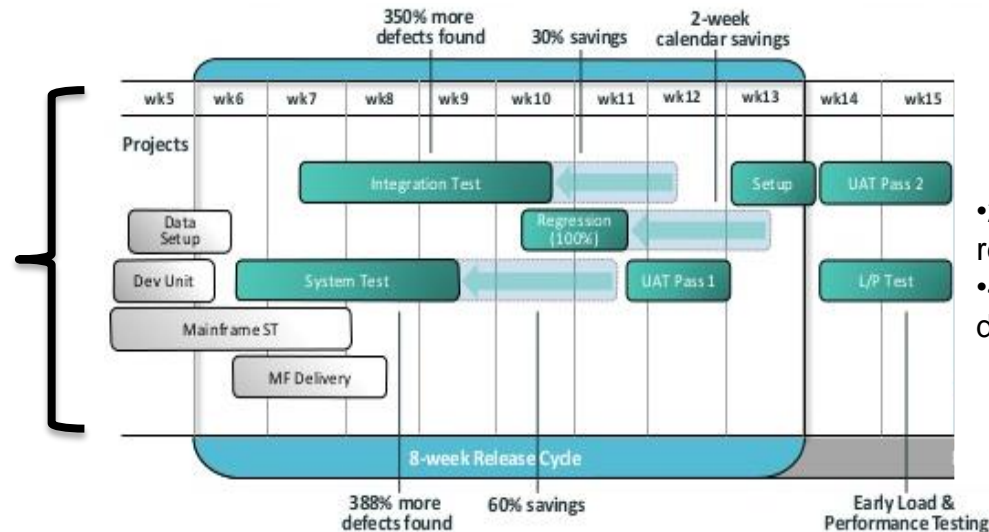 350% more
defects found
30% savings
2-week
calendar savings
wk5 wk6 wk7 wk8 wk9 wk10 wk11 wk12 wk13 wk14 wk15
Projects
Integration Test
Setup
UAT Pass 2
Data
Setup
Regression
(100%)
Dev Unit
System Test
UAT Pass 1
L/P Test
Mainframe ST
MF Delivery
8-week Release Cycle
388% more
defects found
60% savings
Early Load &
Performance Testing